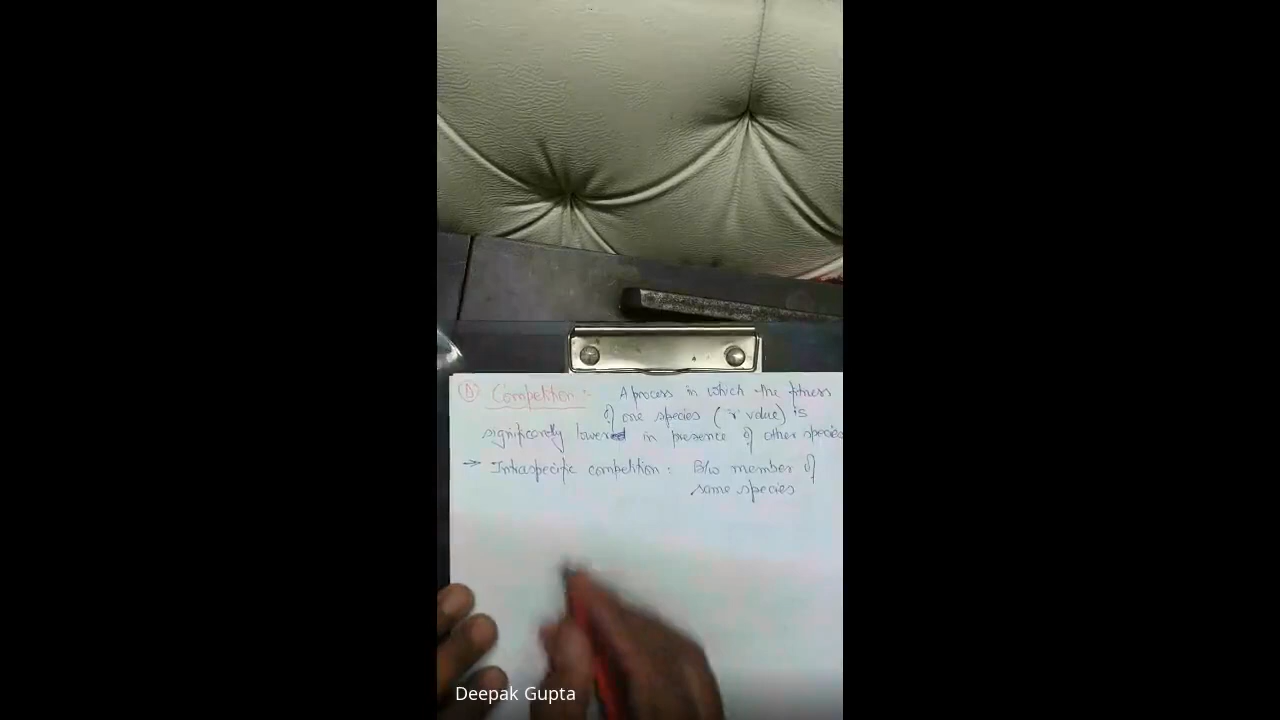 (D) Competition :- A process in which the fitness
of one species ('r' value) is
significantly lowered in presence of other species
→ Intraspecific competition : B/w member of
same species
Deepak Gupta